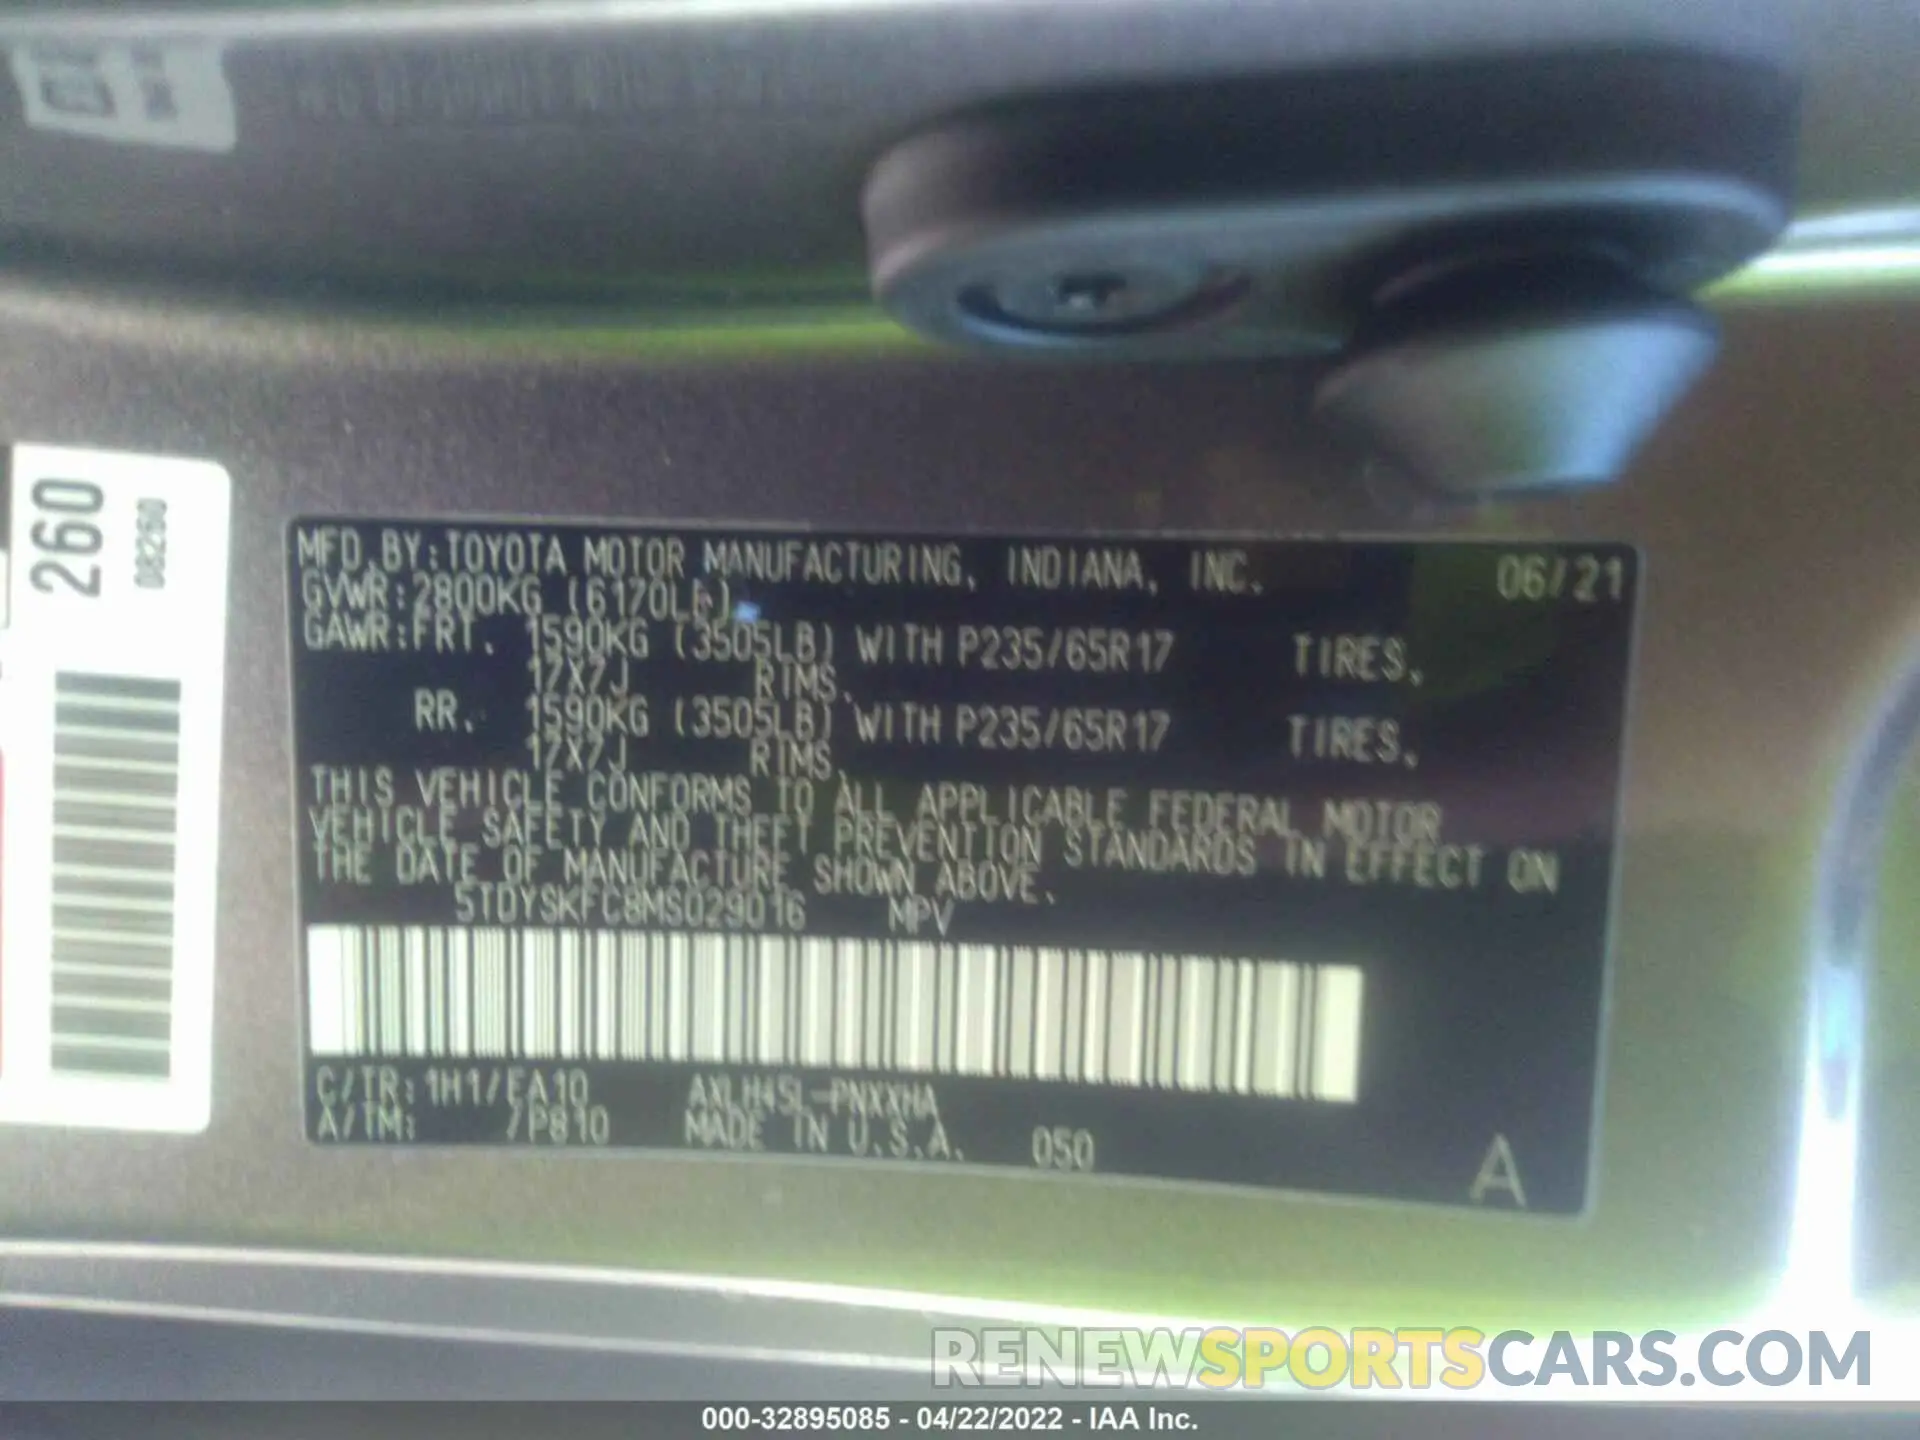 260
08260
MFD.BY:TOYOTA MOTOR MANUFACTURING, INDIANA, INC. 06/21
GVWR:2800KG (6170LB)
GAWR:FRT. 1590KG (3505LB) WITH P235/65R17 TIRES,
17X7J RIMS.
RR. 1590KG (3505LB) WITH P235/65R17 TIRES,
17X7J RIMS.
THIS VEHICLE CONFORMS TO ALL APPLICABLE FEDERAL MOTOR
VEHICLE SAFETY AND THEFT PREVENTION STANDARDS IN EFFECT ON
THE DATE OF MANUFACTURE SHOWN ABOVE.
5TDYSKFC8MS029016 MPV
C/TR:1H1/EA10 AXLH45L-PNXXHA
A/TM: /P810 MADE IN U.S.A. 050
A
RENEWSPORTSCARS.COM
000-32895085 - 04/22/2022 - IAA Inc.